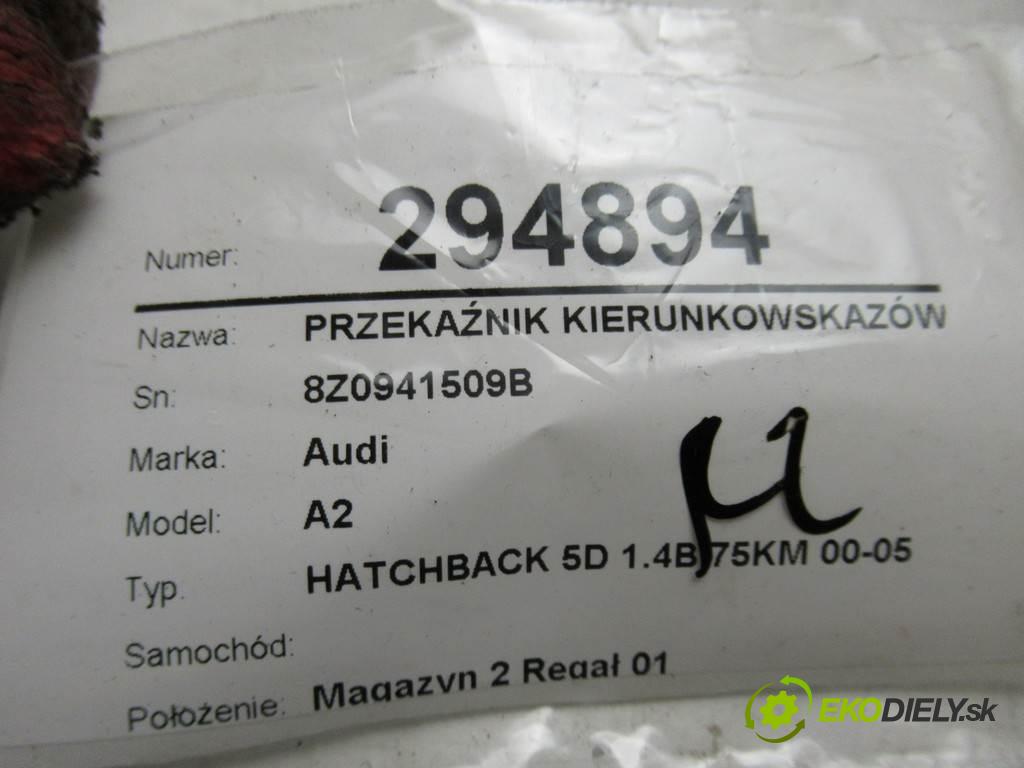 Numer: 294894
Nazwa: PRZEKAŹNIK KIERUNKOWSKAZÓW
Sn: 8Z0941509B
Marka: Audi
Model: A2
Typ. HATCHBACK 5D 1.4B 75KM 00-05
Samochód:
Położenie: Magazyn 2 Regał 01
EKODIELY.sk